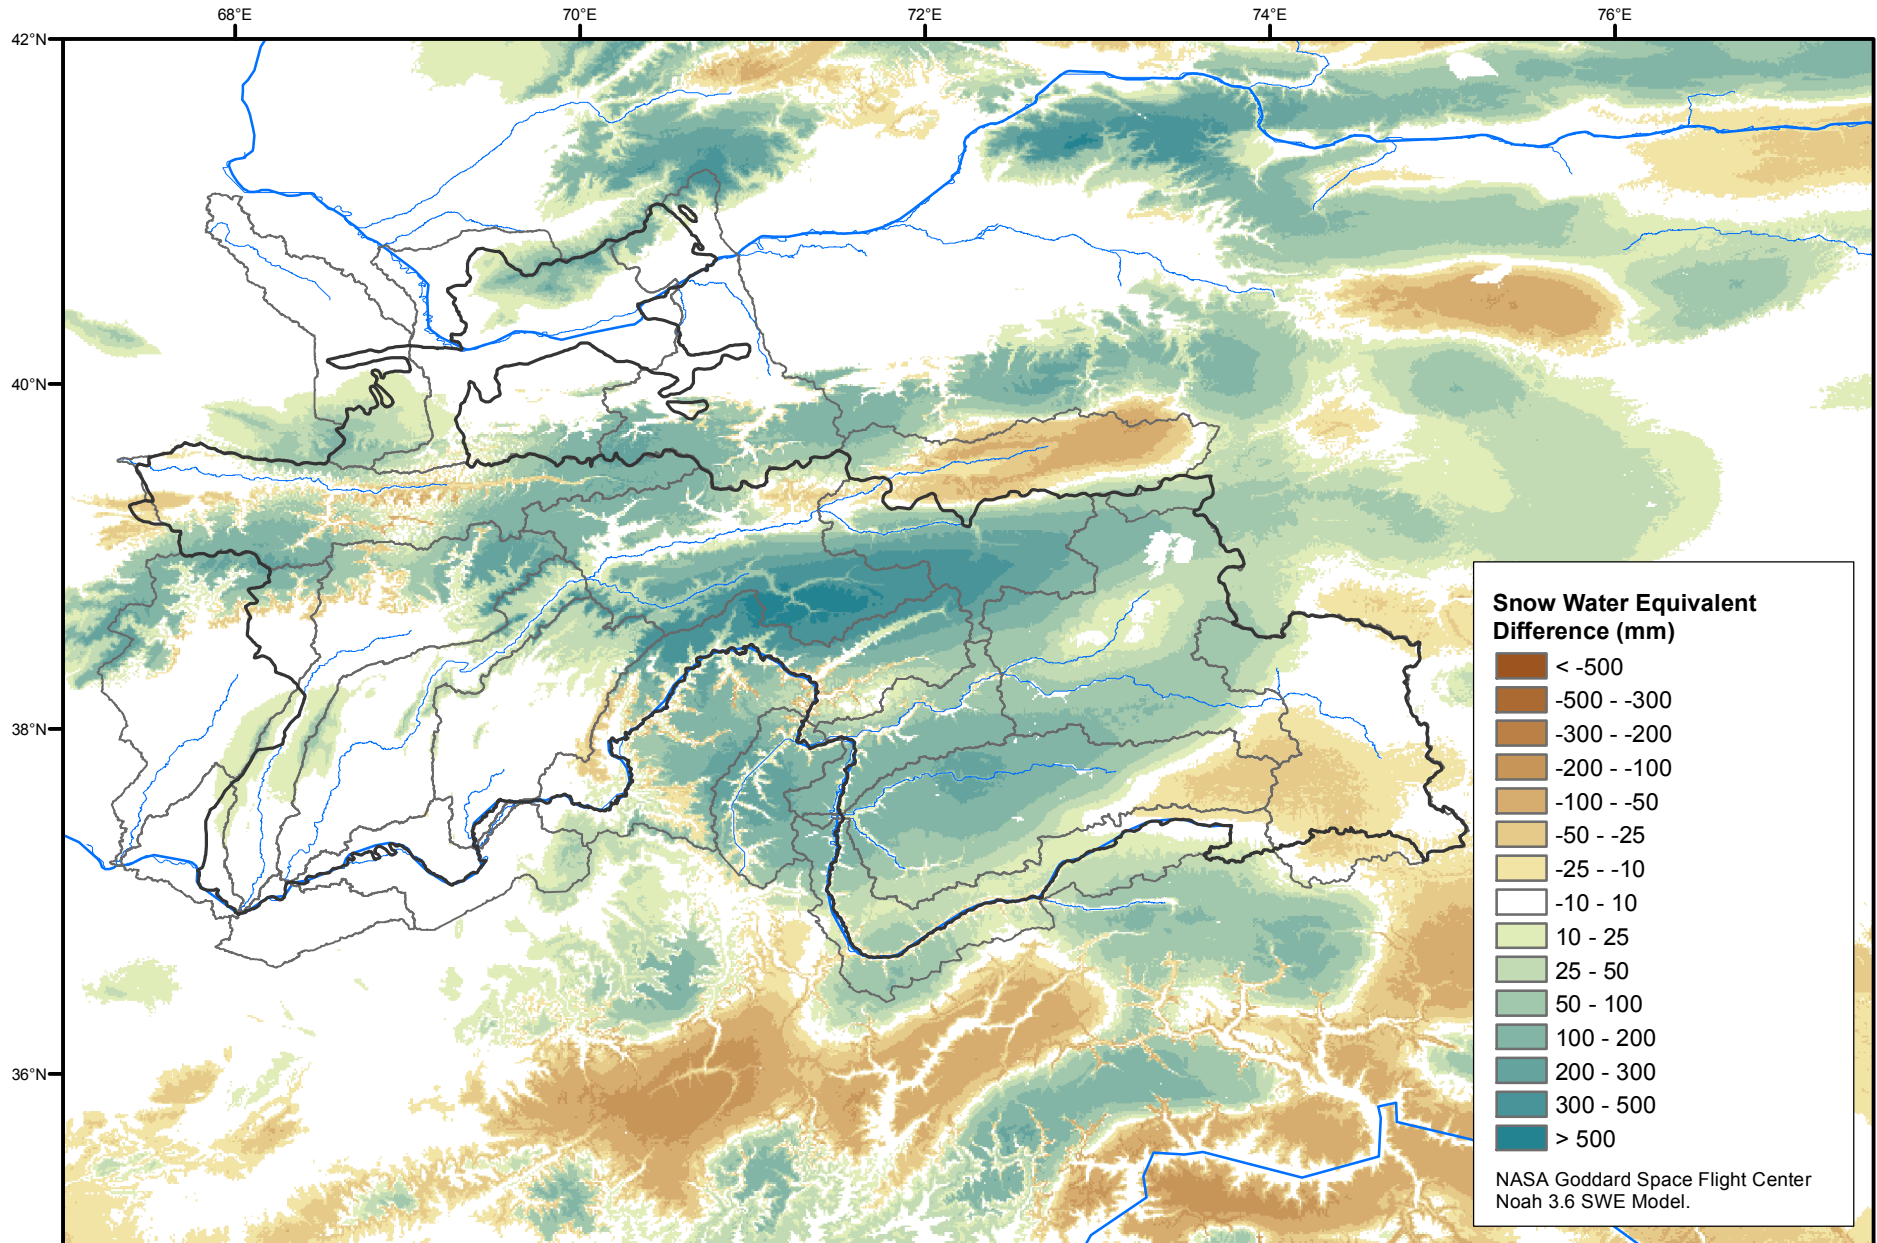 68°E
70°E
72°E
74°E
76°E
42°N
40°N
38°N
36°N
Snow Water Equivalent
Difference (mm)
< -500
-500 - -300
-300 - -200
-200 - -100
-100 - -50
-50 - -25
-25 - -10
-10 - 10
10 - 25
25 - 50
50 - 100
100 - 200
200 - 300
300 - 500
> 500
NASA Goddard Space Flight Center
Noah 3.6 SWE Model.